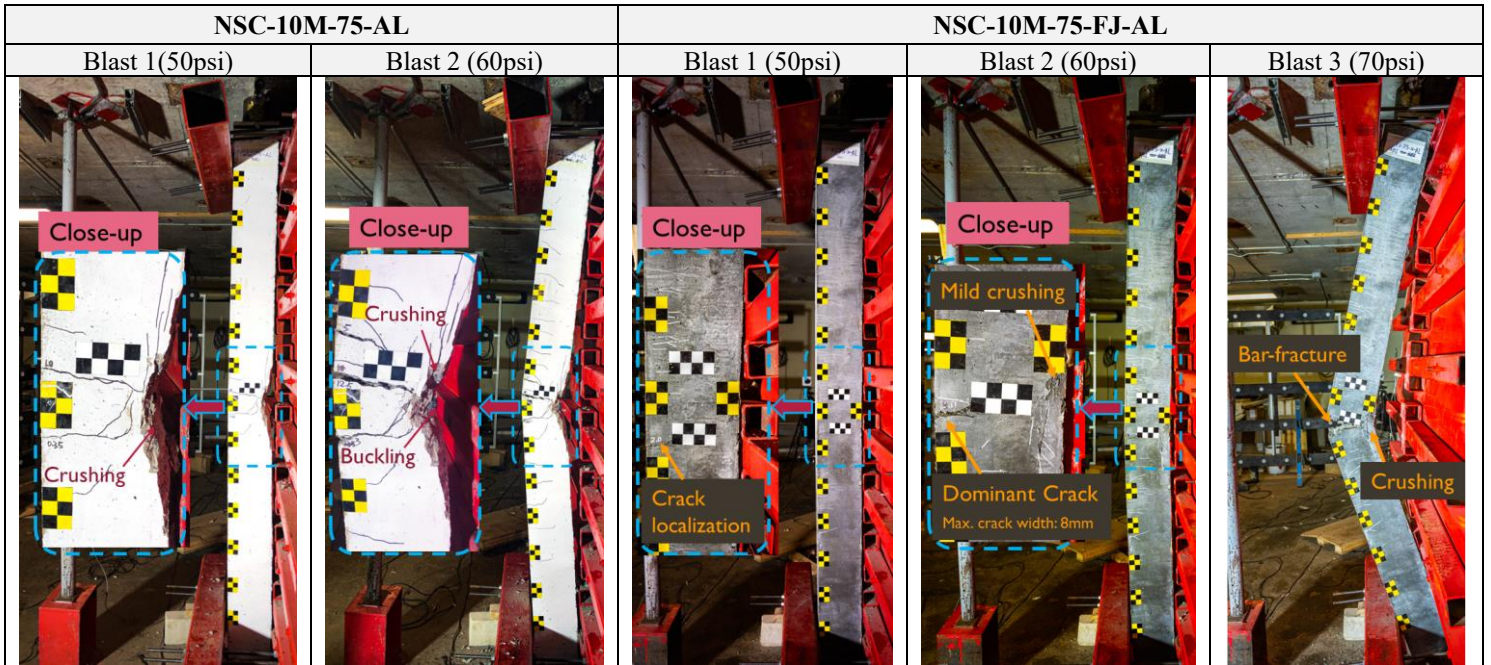 NSC-10M-75-AL
NSC-10M-75-FJ-AL
Blast 1(50psi)
Blast 2 (60psi)
Blast 1 (50psi)
Blast 2 (60psi)
Blast 3 (70psi)
Close-up
Crushing
Close-up
Crushing
Buckling
Close-up
Crack
localization
Close-up
Mild crushing
Dominant Crack
Max. crack width: 8mm
Bar-fracture
Crushing